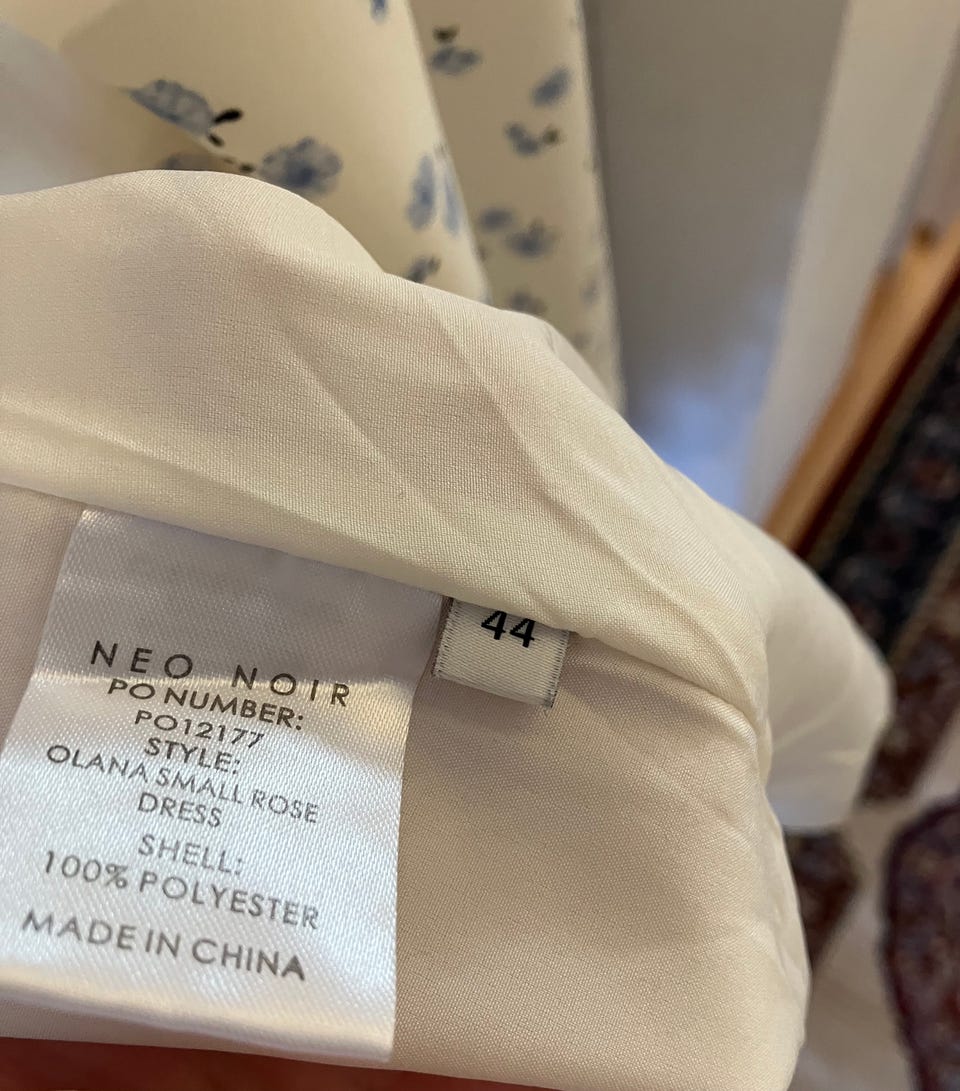 NEO NOIR
PO NUMBER:
PO12177
STYLE:
OLANA SMALL ROSE
DRESS
SHELL:
100% POLYESTER
MADE IN CHINA
44